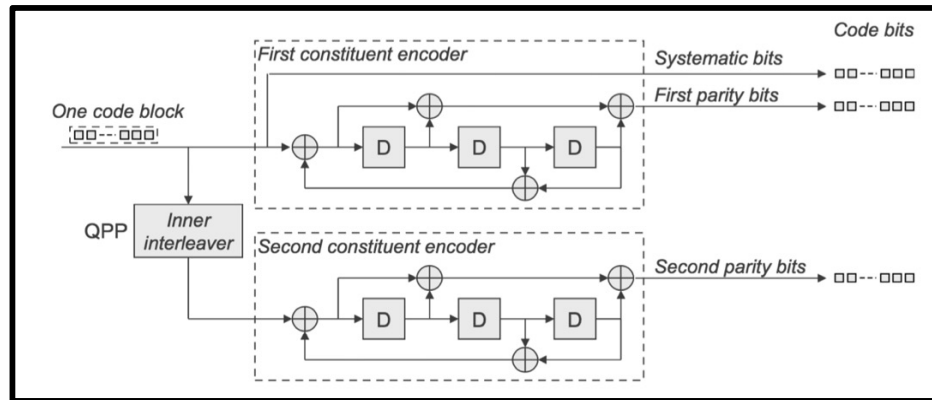 Code bits
First constituent encoder
Systematic bits
One code block
First parity bits
D D D
QPP
Inner
interleaver
Second constituent encoder
Second parity bits
D D D